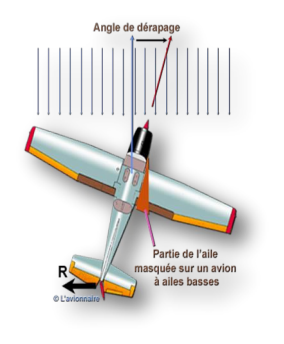 Angle de dérapage
Partie de l'aile
masquée sur un avion
à ailes basses
R
© L'avionnaire